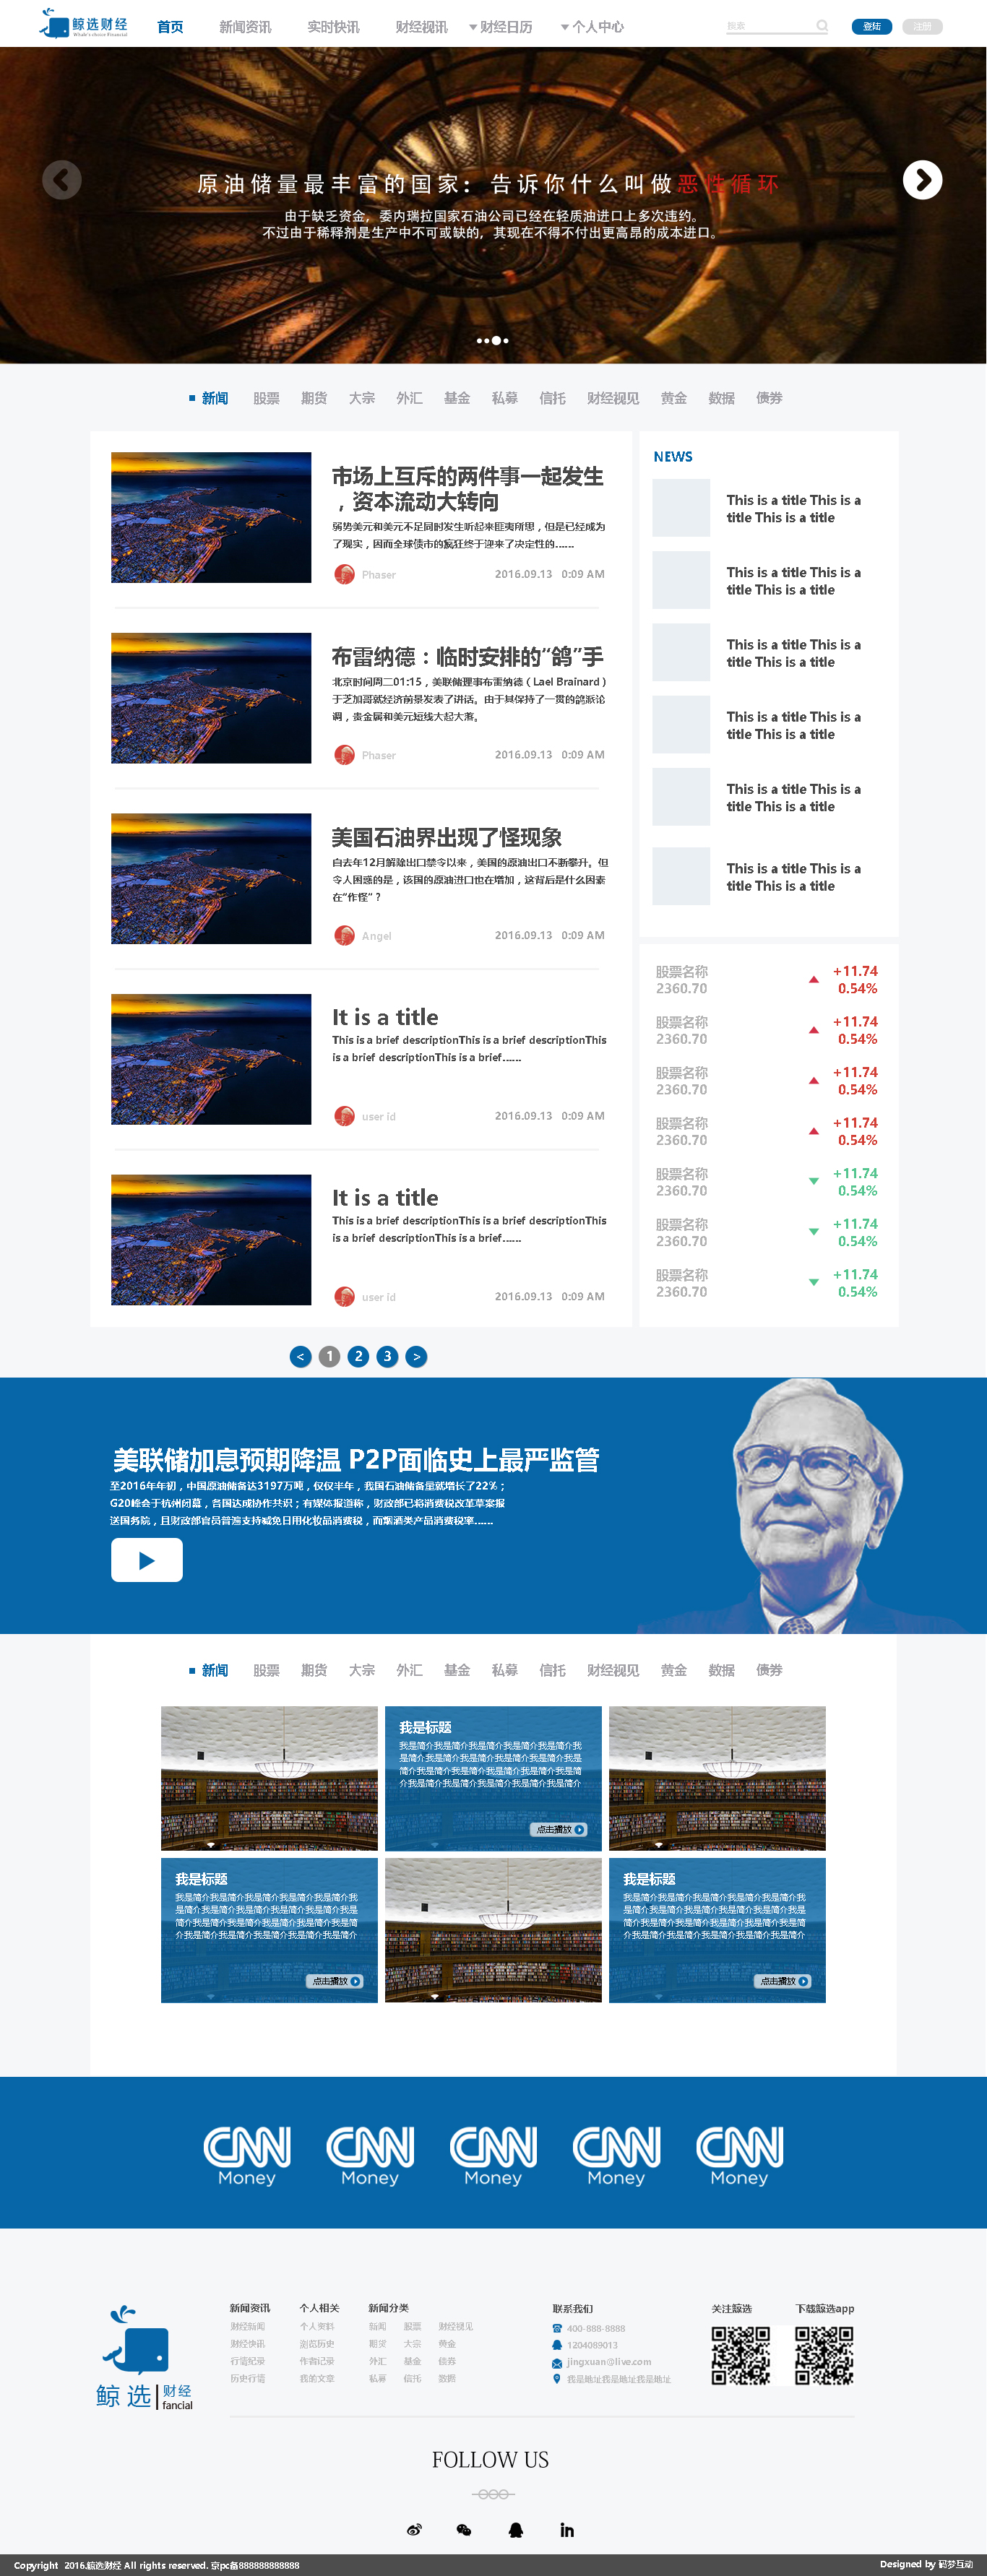 鲸选财经
Whale's choice Financial
首页 新闻资讯 实时快讯 财经视讯 财经日历 个人中心
搜索
登陆 注册
原油储量最丰富的国家：告诉你什么叫做恶性循环
由于缺乏资金，委内瑞拉国家石油公司已经在轻质油进口上多次违约。
不过由于稀释剂是生产中不可或缺的，其现在不得不付出更高昂的成本进口。
新闻 股票 期货 大宗 外汇 基金 私募 信托 财经视见 黄金 数据 债券
市场上互斥的两件事一起发生
，资本流动大转向
弱势美元和美元不足同时发生听起来匪夷所思，但是已经成为
了现实，因而全球债市的疯狂终于迎来了决定性的......
Phaser 2016.09.13 0:09 AM
布雷纳德：临时安排的“鸽”手
北京时间周二01:15，美联储理事布雷纳德（Lael Brainard）
于芝加哥就经济前景发表了讲话。由于其保持了一贯的鸽派论
调，贵金属和美元短线大起大落。
Phaser 2016.09.13 0:09 AM
美国石油界出现了怪现象
自去年12月解除出口禁令以来，美国的原油出口不断攀升。但
令人困惑的是，该国的原油进口也在增加，这背后是什么因素
在“作怪”？
Angel 2016.09.13 0:09 AM
It is a title
This is a brief descriptionThis is a brief descriptionThis
is a brief descriptionThis is a brief......
user id 2016.09.13 0:09 AM
It is a title
This is a brief descriptionThis is a brief descriptionThis
is a brief descriptionThis is a brief......
user id 2016.09.13 0:09 AM
NEWS
This is a title This is a
title This is a title
This is a title This is a
title This is a title
This is a title This is a
title This is a title
This is a title This is a
title This is a title
This is a title This is a
title This is a title
This is a title This is a
title This is a title
股票名称 +11.74
2360.70 0.54%
股票名称 +11.74
2360.70 0.54%
股票名称 +11.74
2360.70 0.54%
股票名称 +11.74
2360.70 0.54%
股票名称 +11.74
2360.70 0.54%
股票名称 +11.74
2360.70 0.54%
股票名称 +11.74
2360.70 0.54%
< 1 2 3 >
美联储加息预期降温 P2P面临史上最严监管
至2016年年初，中国原油储备达3197万吨，仅仅半年，我国石油储备量就增长了22%；
G20峰会于杭州闭幕，各国达成协作共识；有媒体报道称，财政部已将消费税改革草案报
送国务院，且财政部官员普遍支持减免日用化妆品消费税，而烟酒类产品消费税率......
新闻 股票 期货 大宗 外汇 基金 私募 信托 财经视见 黄金 数据 债券
我是标题
我是简介我是简介我是简介我是简介我是简介我
是简介我是简介我是简介我是简介我是简介我是
简介我是简介我是简介我是简介我是简介我是简
介我是简介我是简介我是简介我是简介我是简介
点击播放
我是标题
我是简介我是简介我是简介我是简介我是简介我
是简介我是简介我是简介我是简介我是简介我是
简介我是简介我是简介我是简介我是简介我是简
介我是简介我是简介我是简介我是简介我是简介
点击播放
我是标题
我是简介我是简介我是简介我是简介我是简介我
是简介我是简介我是简介我是简介我是简介我是
简介我是简介我是简介我是简介我是简介我是简
介我是简介我是简介我是简介我是简介我是简介
点击播放
CNN CNN CNN CNN CNN
Money Money Money Money Money
鲸选 财经
fancial
新闻资讯
财经新闻
财经快讯
行情纪录
历史行情
个人相关
个人资料
浏览历史
作者记录
我的文章
新闻分类
新闻 股票 财经视见
期货 大宗 黄金
外汇 基金 债券
私募 信托 数据
联系我们
400-888-8888
1204089013
jingxuan@live.com
我是地址我是地址我是地址
关注鲸选 下载鲸选app
FOLLOW US
Copyright 2016.鲸选财经 All rights reserved. 京pc备888888888888
Designed by 码梦互动